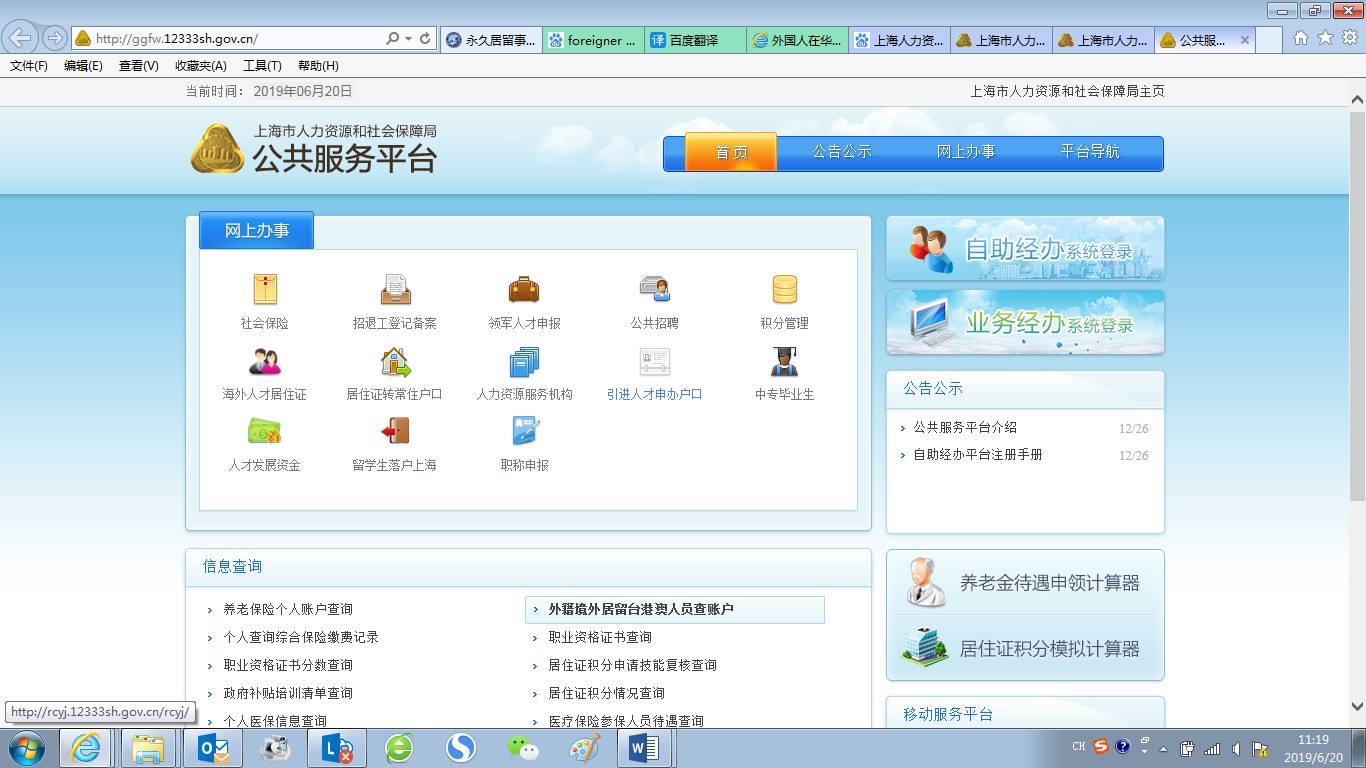 http://ggfw.12333sh.gov.cn/
永久居留事...
foreigner ...
百度翻译
外国人在华...
上海人力资...
上海市人力...
上海市人力...
公共服...
文件(F) 编辑(E) 查看(V) 收藏夹(A) 工具(T) 帮助(H)
当前时间: 2019年06月20日
上海市人力资源和社会保障局主页
上海市人力资源和社会保障局
公共服务平台
首 页 公告公示 网上办事 平台导航
网上办事
社会保险 招退工登记备案 领军人才申报 公共招聘 积分管理
海外人才居住证 居住证转常住户口 人力资源服务机构 引进人才申办户口 中专毕业生
人才发展资金 留学生落户上海 职称申报
自助经办系统登录
业务经办系统登录
公告公示
公共服务平台介绍 12/26
自助经办平台注册手册 12/26
信息查询
养老保险个人账户查询 外籍境外居留台港澳人员查账户
个人查询综合保险缴费记录 职业资格证书查询
职业资格证书分数查询 居住证积分申请技能复核查询
政府补贴培训清单查询 居住证积分情况查询
个人医保信息查询 医疗保险参保人员待遇查询
养老金待遇申领计算器
居住证积分模拟计算器
移动服务平台
http://rcyj.12333sh.gov.cn/rcyj/
CH
11:19
2019/6/20